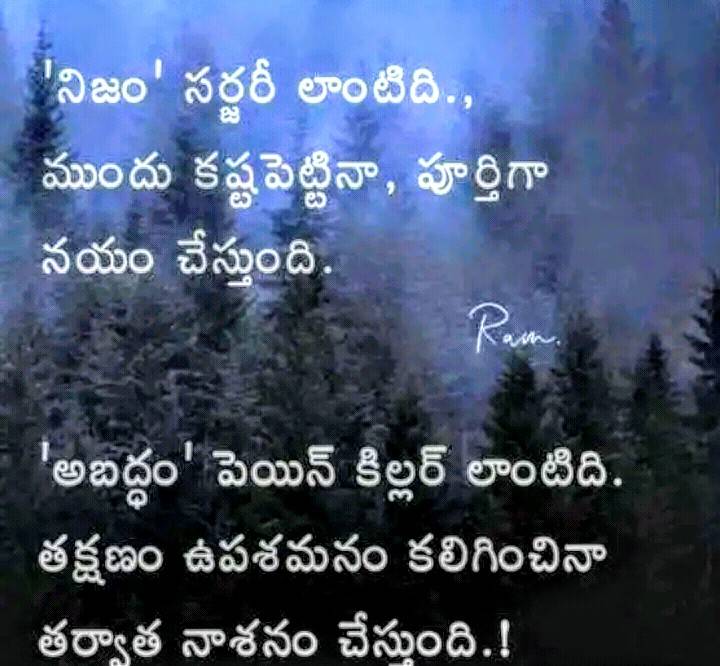 'నిజం' సర్జరీ లాంటిది.,
ముందు కష్టపెట్టినా, పూర్తిగా
నయం చేస్తుంది.
Ram.
'అబద్ధం' పెయిన్ కిల్లర్ లాంటిది.
తక్షణం ఉపశమనం కలిగించినా
తర్వాత నాశనం చేస్తుంది.!